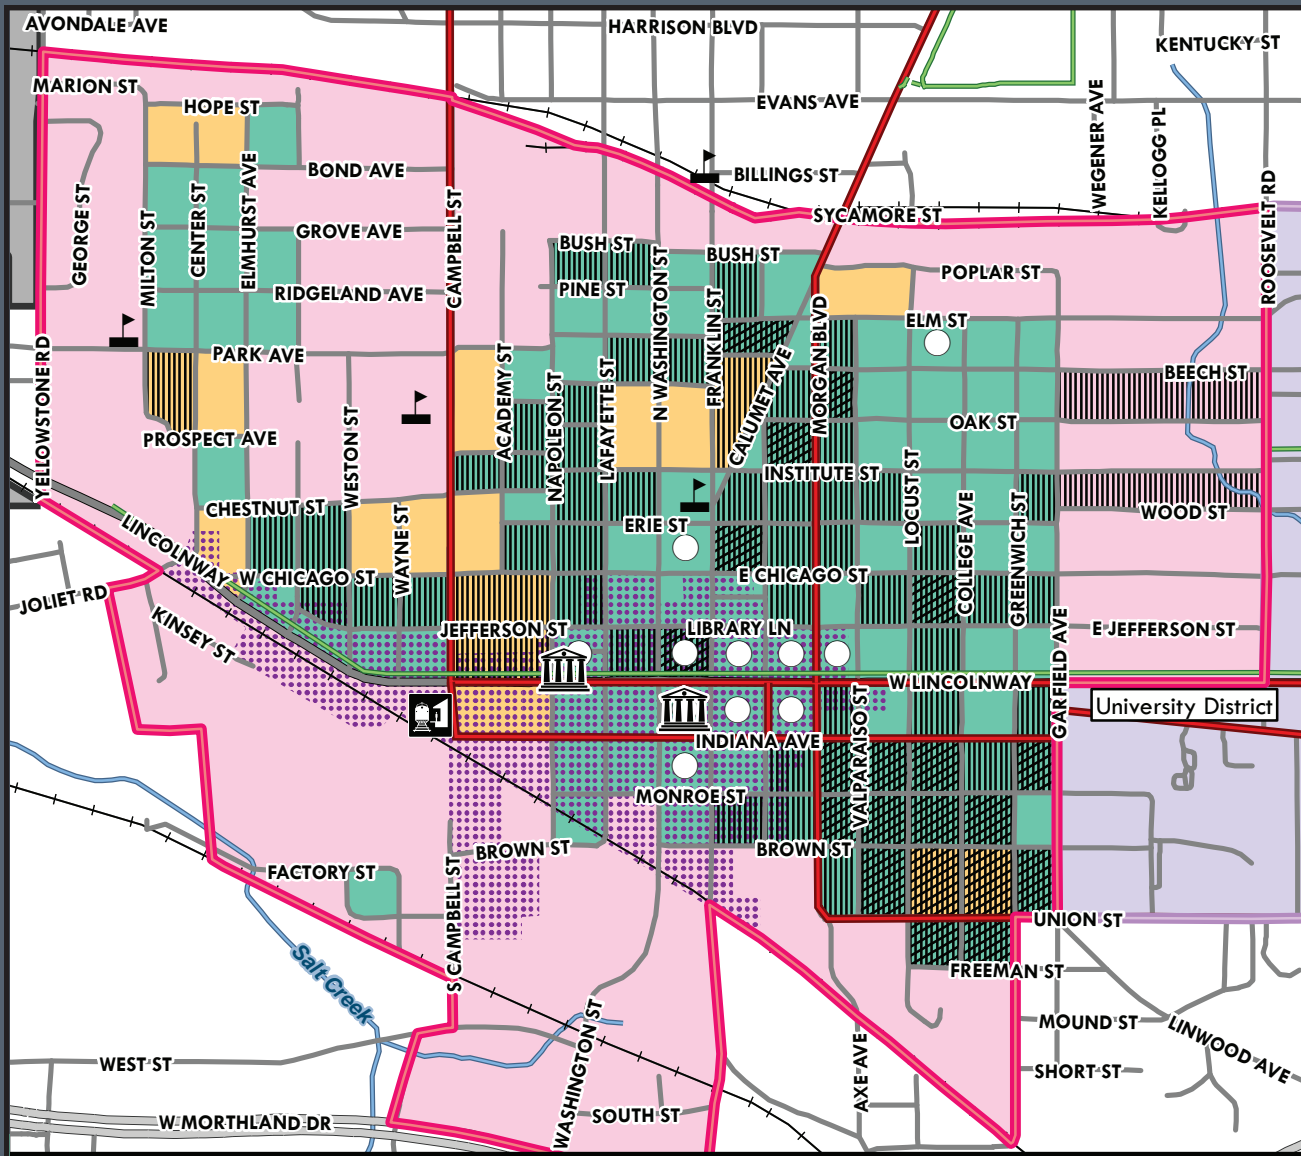 AVONDALE AVE
HARRISON BLVD
KENTUCKY ST
MARION ST
HOPE ST
EVANS AVE
WEGENER AVE
KELLOGG PL
BOND AVE
BILLINGS ST
GEORGE ST
MILTON ST
CENTER ST
ELMHURST AVE
CAMPBELL ST
SYCAMORE ST
ROOSEVELT RD
GROVE AVE
BUSH ST
BUSH ST
N WASHINGTON ST
POPLAR ST
RIDGELAND AVE
PINE ST
FRANKLIN ST
MORGAN BLVD
ELM ST
YELLOWSTONE RD
PARK AVE
ACADEMY ST
NAPOLEON ST
LAFAYETTE ST
CALUMET AVE
BEECH ST
PROSPECT AVE
WESTON ST
OAK ST
INSTITUTE ST
LOCUST ST
COLLEGE AVE
GREENWICH ST
CHESTNUT ST
WAYNE ST
ERIE ST
WOOD ST
LINCOLNWAY
W CHICAGO ST
E CHICAGO ST
JOLIET RD
KINSEY ST
JEFFERSON ST
LIBRARY LN
GARFIELD AVE
E JEFFERSON ST
W LINCOLNWAY
University District
VALPARAISO ST
INDIANA AVE
MONROE ST
BROWN ST
BROWN ST
FACTORY ST
S CAMPBELL ST
UNION ST
Salt Creek
FREEMAN ST
WASHINGTON ST
AXE AVE
MOUND ST
LINWOOD AVE
WEST ST
SHORT ST
W MORTHLAND DR
SOUTH ST